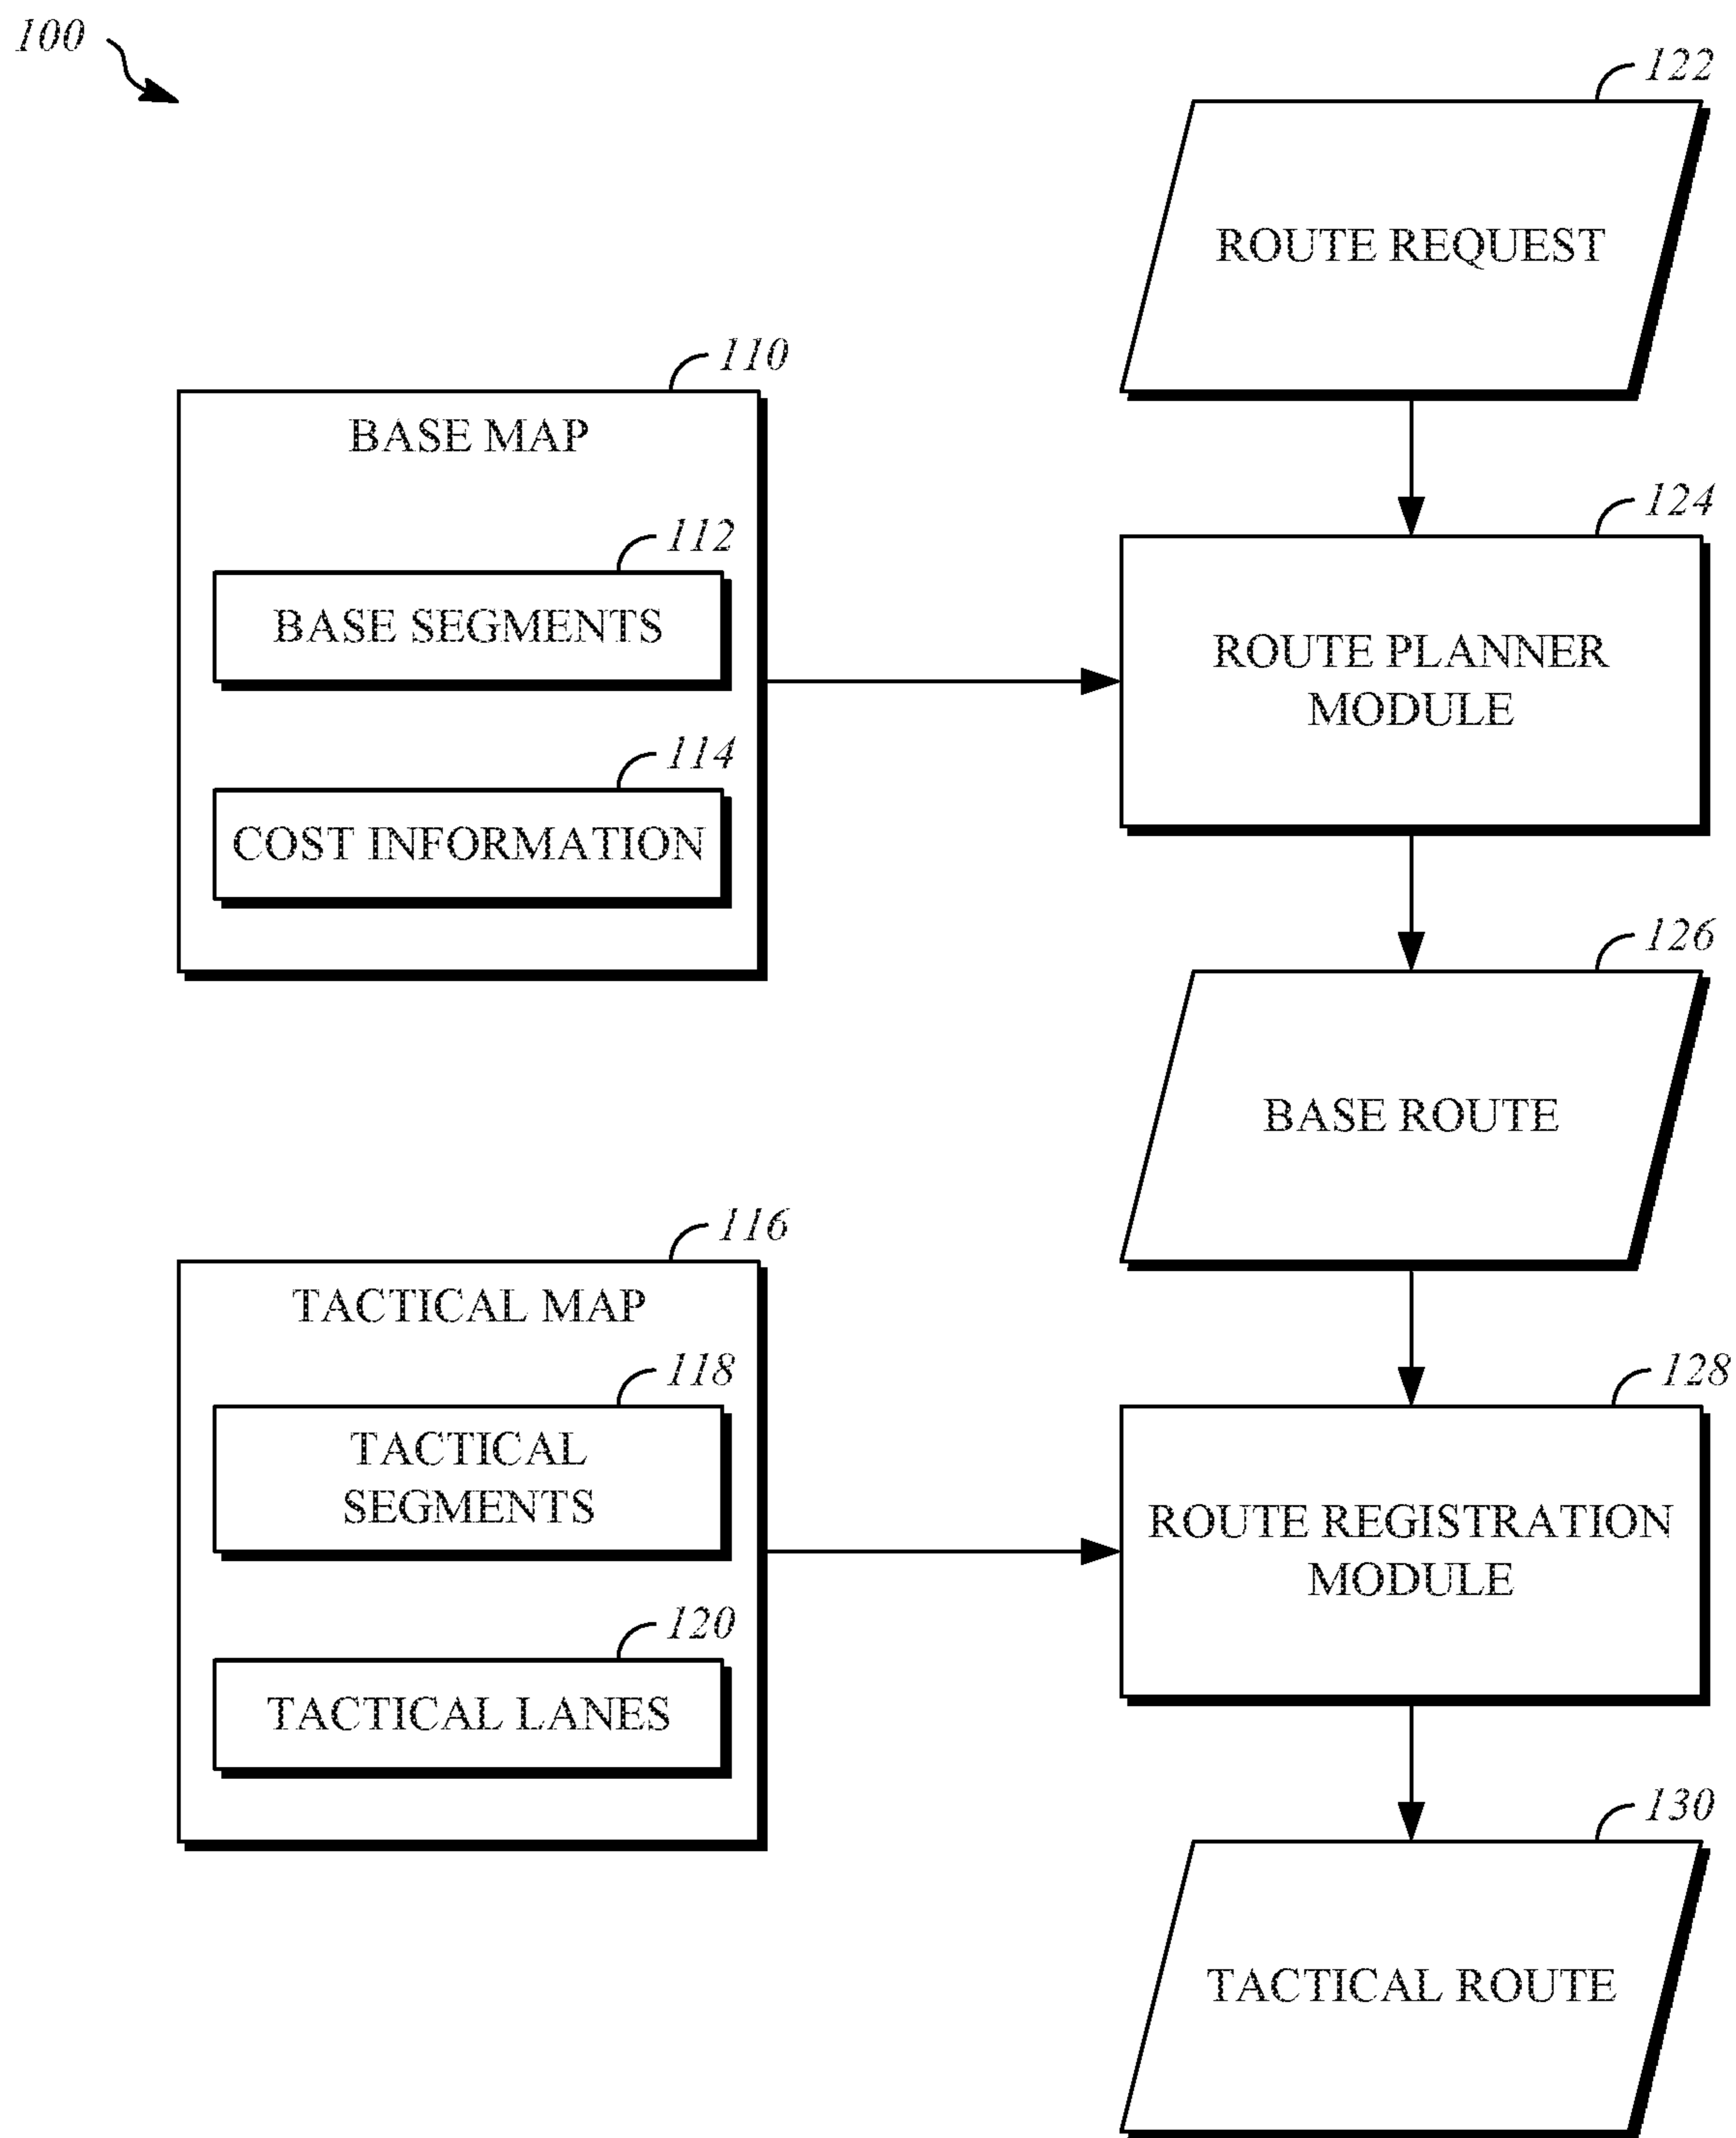 100
122
ROUTE REQUEST
110
BASE MAP
112
BASE SEGMENTS
114
COST INFORMATION
124
ROUTE PLANNER
MODULE
126
BASE ROUTE
116
TACTICAL MAP
118
TACTICAL
SEGMENTS
120
TACTICAL LANES
128
ROUTE REGISTRATION
MODULE
130
TACTICAL ROUTE